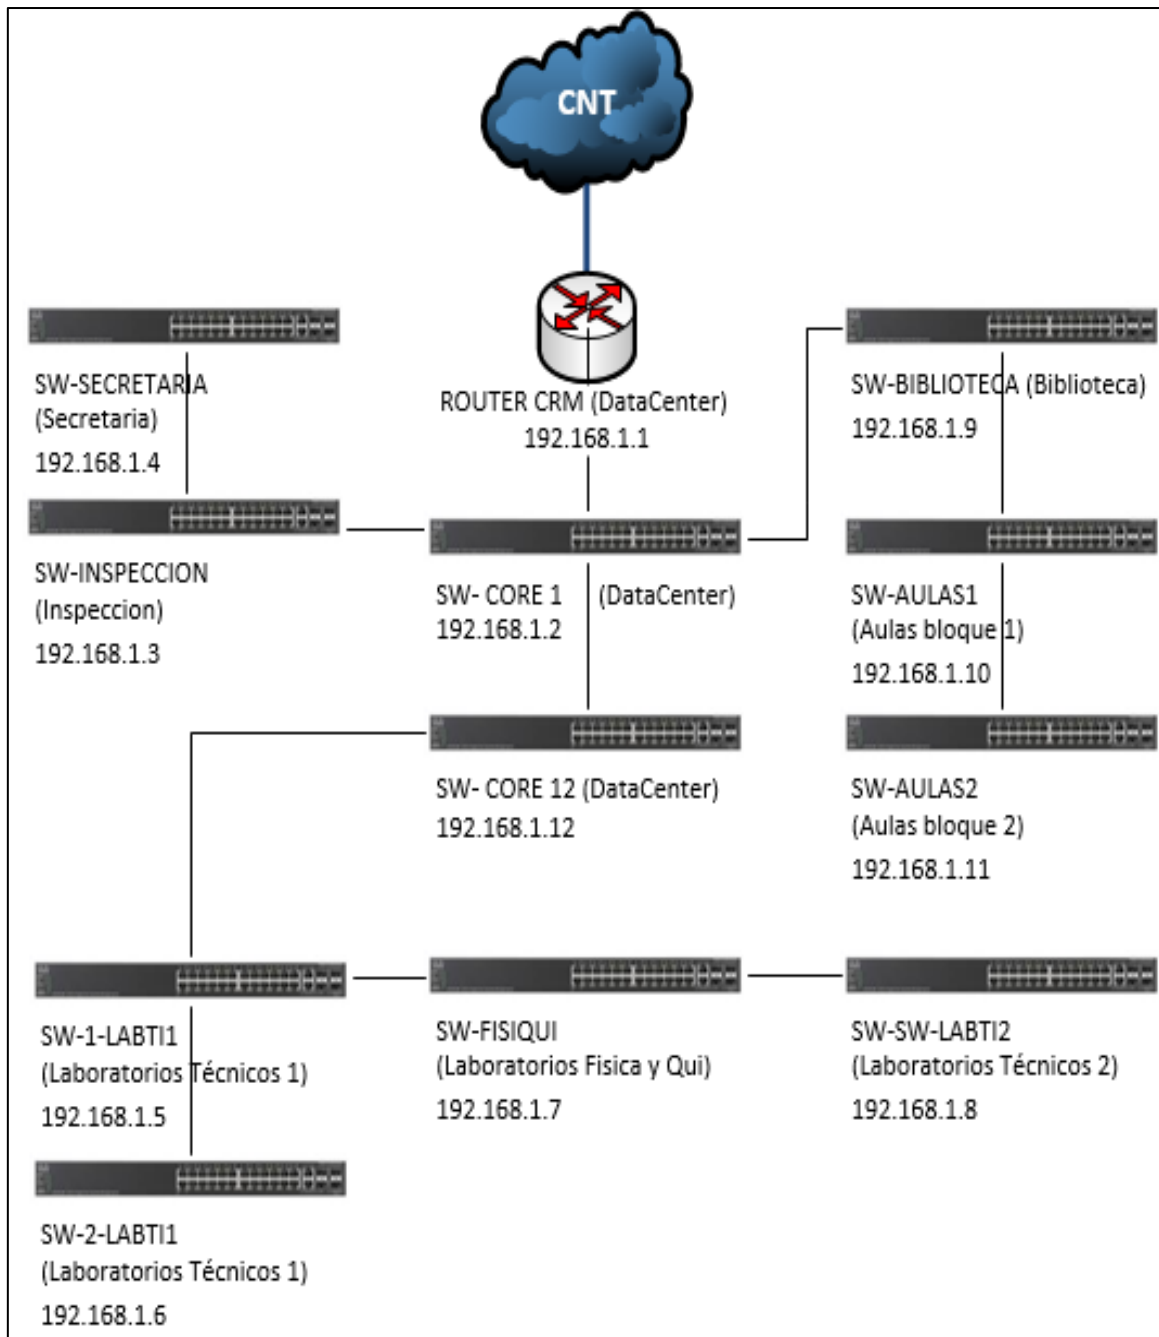 CNT
ROUTER CRM (DataCenter)
192.168.1.1
SW-SECRETARIA
(Secretaria)
192.168.1.4
SW-BIBLIOTECA (Biblioteca)
192.168.1.9
SW-INSPECCION
(Inspeccion)
192.168.1.3
SW- CORE 1 (DataCenter)
192.168.1.2
SW-AULAS1
(Aulas bloque 1)
192.168.1.10
SW- CORE 12 (DataCenter)
192.168.1.12
SW-AULAS2
(Aulas bloque 2)
192.168.1.11
SW-1-LABTI1
(Laboratorios Técnicos 1)
192.168.1.5
SW-FISIQUI
(Laboratorios Fisica y Qui)
192.168.1.7
SW-SW-LABTI2
(Laboratorios Técnicos 2)
192.168.1.8
SW-2-LABTI1
(Laboratorios Técnicos 1)
192.168.1.6